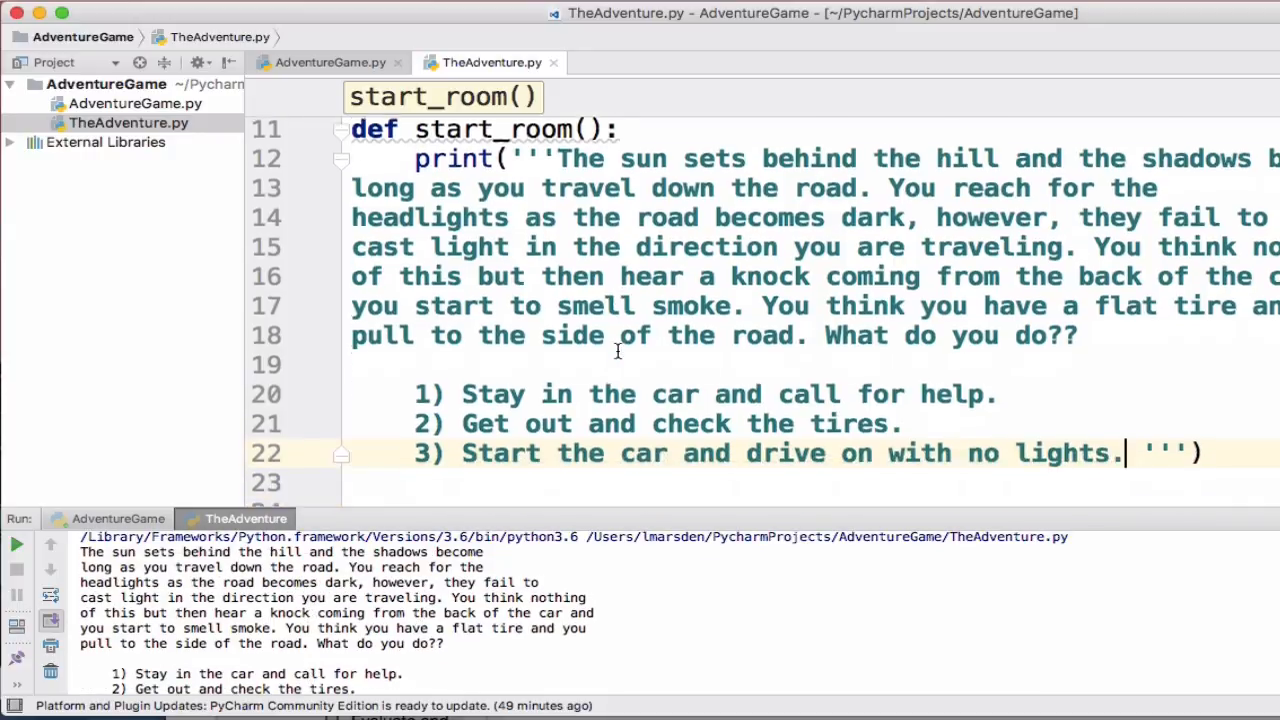 TheAdventure.py - AdventureGame - [~/PycharmProjects/AdventureGame]
AdventureGame TheAdventure.py
Project AdventureGame.py TheAdventure.py
AdventureGame ~/Pycharm
AdventureGame.py
TheAdventure.py
External Libraries
start_room()
11 def start_room():
12 print('''The sun sets behind the hill and the shadows b
13 long as you travel down the road. You reach for the
14 headlights as the road becomes dark, however, they fail to
15 cast light in the direction you are traveling. You think no
16 of this but then hear a knock coming from the back of the c
17 you start to smell smoke. You think you have a flat tire an
18 pull to the side of the road. What do you do??
19
20 1) Stay in the car and call for help.
21 2) Get out and check the tires.
22 3) Start the car and drive on with no lights. ''')
23
Run: AdventureGame TheAdventure
/Library/Frameworks/Python.framework/Versions/3.6/bin/python3.6 /Users/lmarsden/PycharmProjects/AdventureGame/TheAdventure.py
The sun sets behind the hill and the shadows become
long as you travel down the road. You reach for the
headlights as the road becomes dark, however, they fail to
cast light in the direction you are traveling. You think nothing
of this but then hear a knock coming from the back of the car and
you start to smell smoke. You think you have a flat tire and you
pull to the side of the road. What do you do??
1) Stay in the car and call for help.
2) Get out and check the tires.
Platform and Plugin Updates: PyCharm Community Edition is ready to update. (49 minutes ago)